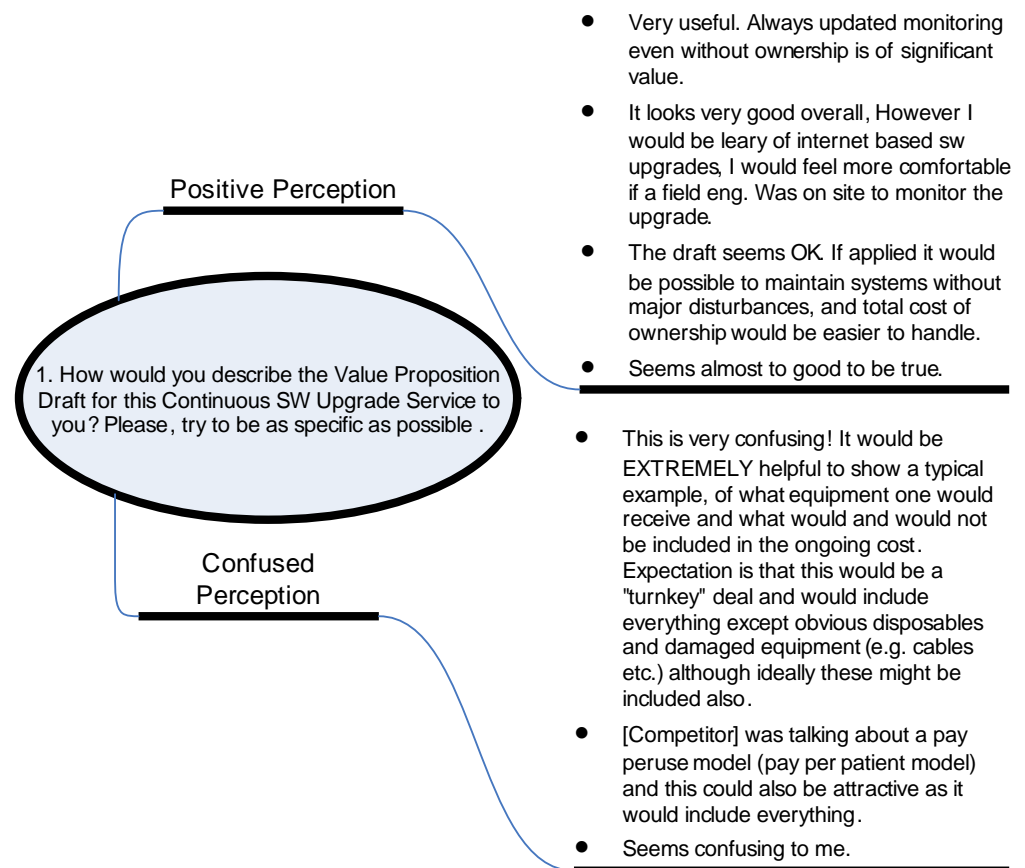 1. How would you describe the Value Proposition
Draft for this Continuous SW Upgrade Service to
you? Please, try to be as specific as possible .
Positive Perception
● Very useful. Always updated monitoring
even without ownership is of significant
value.
● It looks very good overall, However I
would be leary of internet based sw
upgrades, I would feel more comfortable
if a field eng. Was on site to monitor the
upgrade.
● The draft seems OK. If applied it would
be possible to maintain systems without
major disturbances, and total cost of
ownership would be easier to handle.
● Seems almost to good to be true.
Confused
Perception
● This is very confusing! It would be
EXTREMELY helpful to show a typical
example, of what equipment one would
receive and what would and would not
be included in the ongoing cost.
Expectation is that this would be a
"turnkey" deal and would include
everything except obvious disposables
and damaged equipment (e.g. cables
etc.) although ideally these might be
included also.
● [Competitor] was talking about a pay
peruse model (pay per patient model)
and this could also be attractive as it
would include everything.
● Seems confusing to me.